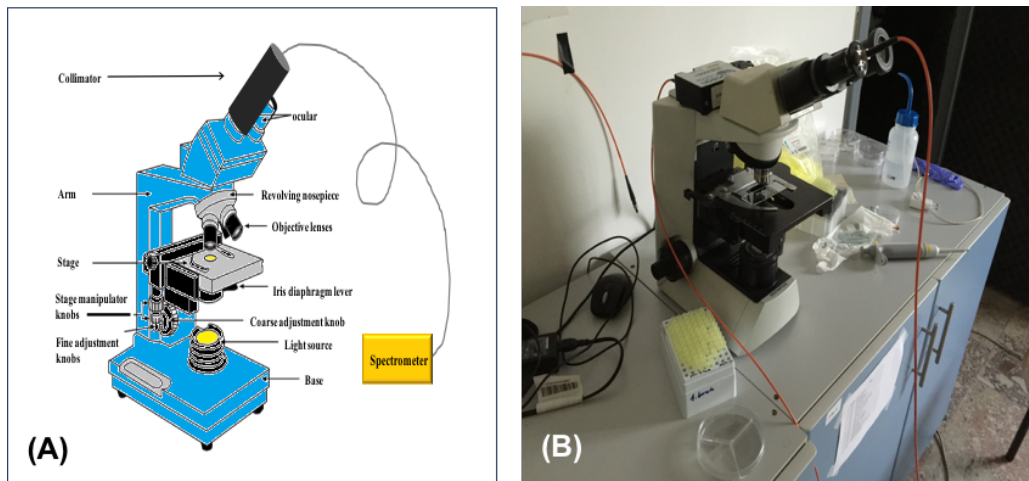 Collimator
ocular
Arm
Revolving nosepiece
Objective lenses
Stage
Iris diaphragm lever
Stage manipulator
knobs
Coarse adjustment knob
Fine adjustment
knobs
Light source
Spectrometer
Base
(A)
(B)